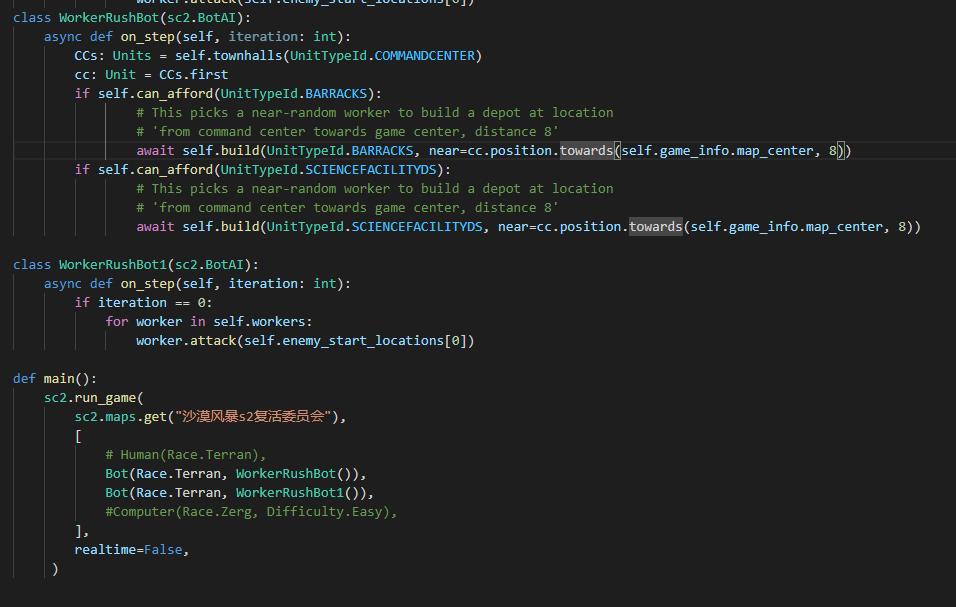 worker.attack(self.enemy_start_locations[0])
class WorkerRushBot(sc2.BotAI):
    async def on_step(self, iteration: int):
        CCs: Units = self.townhalls(UnitTypeId.COMMANDCENTER)
        cc: Unit = CCs.first
        if self.can_afford(UnitTypeId.BARRACKS):
                # This picks a near-random worker to build a depot at location
                # 'from command center towards game center, distance 8'
                await self.build(UnitTypeId.BARRACKS, near=cc.position.towards(self.game_info.map_center, 8))
        if self.can_afford(UnitTypeId.SCIENCEFACILITYDS):
                # This picks a near-random worker to build a depot at location
                # 'from command center towards game center, distance 8'
                await self.build(UnitTypeId.SCIENCEFACILITYDS, near=cc.position.towards(self.game_info.map_center, 8))
class WorkerRushBot1(sc2.BotAI):
    async def on_step(self, iteration: int):
        if iteration == 0:
            for worker in self.workers:
                worker.attack(self.enemy_start_locations[0])
def main():
    sc2.run_game(
        sc2.maps.get("沙漠风暴s2复活委员会"),
        [
            # Human(Race.Terran),
            Bot(Race.Terran, WorkerRushBot()),
            Bot(Race.Terran, WorkerRushBot1()),
            #Computer(Race.Zerg, Difficulty.Easy),
        ],
        realtime=False,
     )